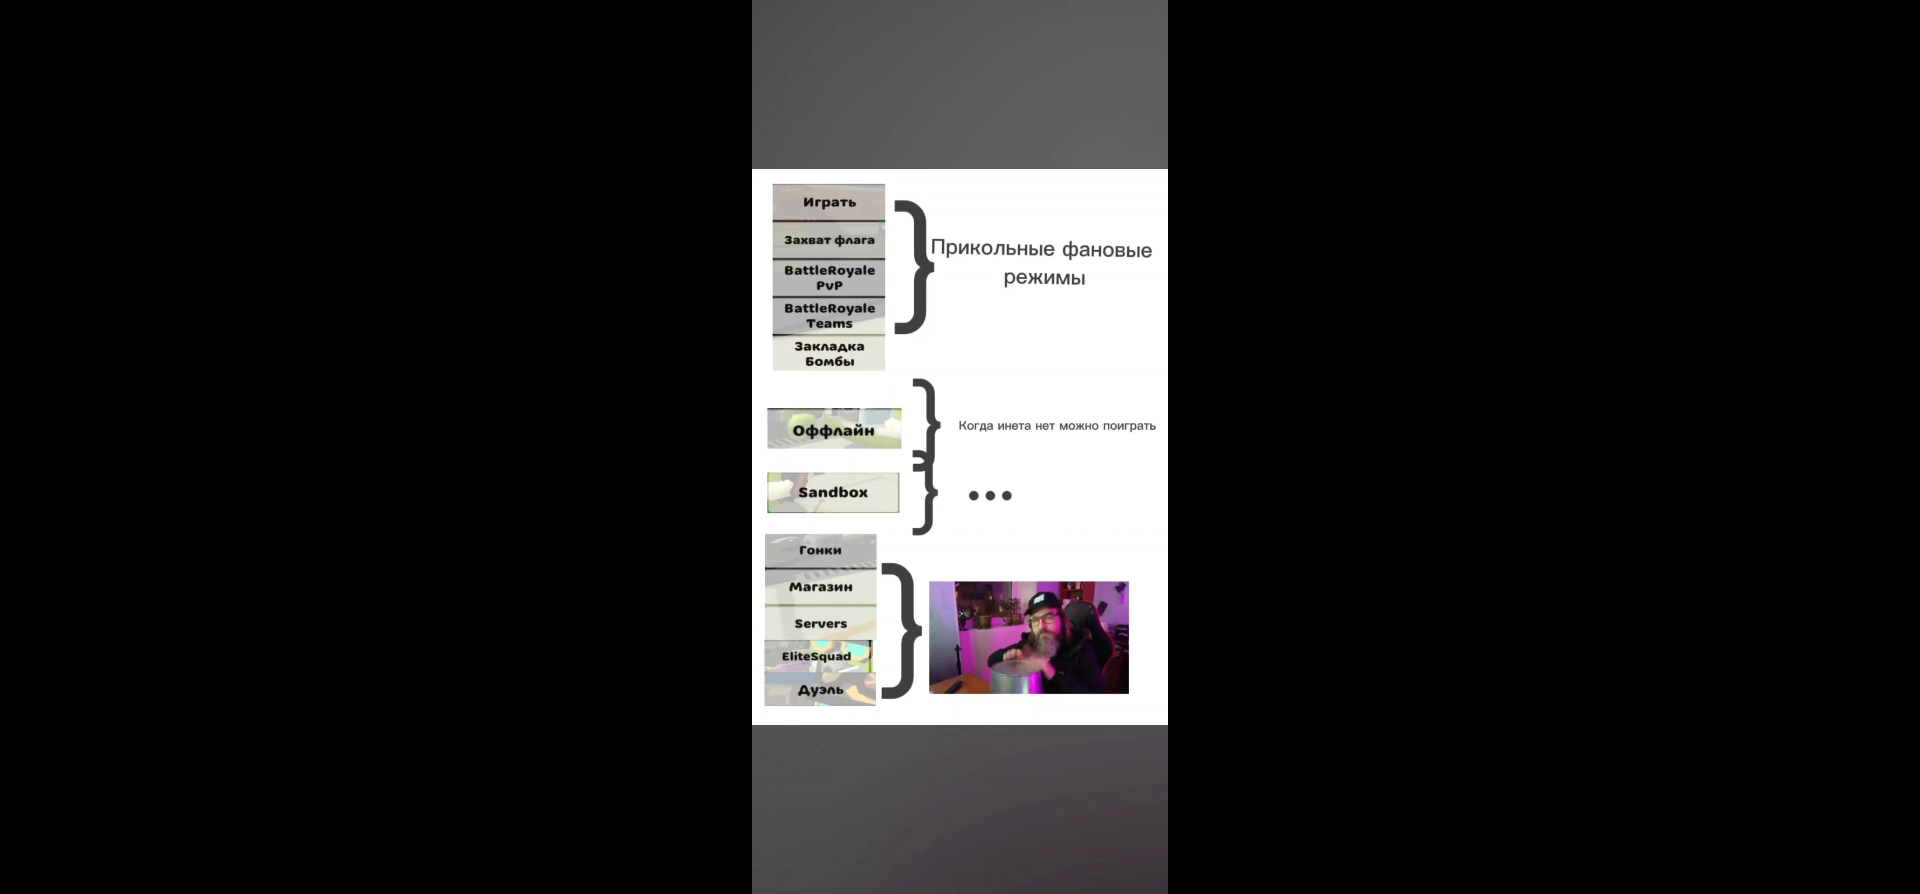 Играть
Захват флага
BattleRoyale
PvP
BattleRoyale
Teams
Закладка
Бомбы
Прикольные фановые
режимы
Оффлайн
Когда инета нет можно поиграть
Sandbox
•••
Гонки
Магазин
Servers
EliteSquad
Дуэль